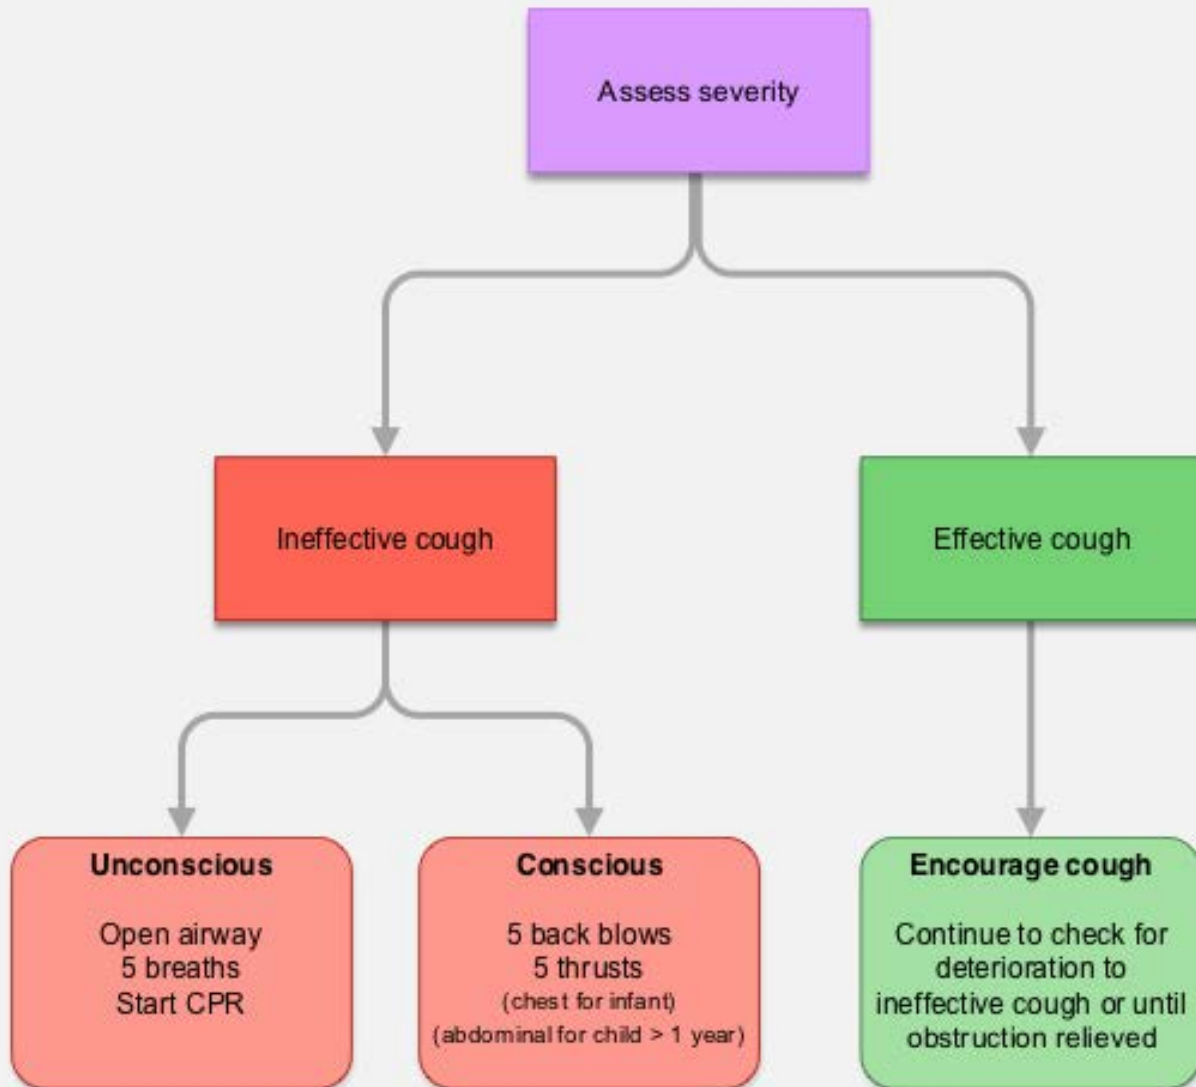 Assess severity
Ineffective cough
Effective cough
Unconscious
Open airway
5 breaths
Start CPR
Conscious
5 back blows
5 thrusts
(chest for infant)
(abdominal for child > 1 year)
Encourage cough
Continue to check for
deterioration to
ineffective cough or until
obstruction relieved